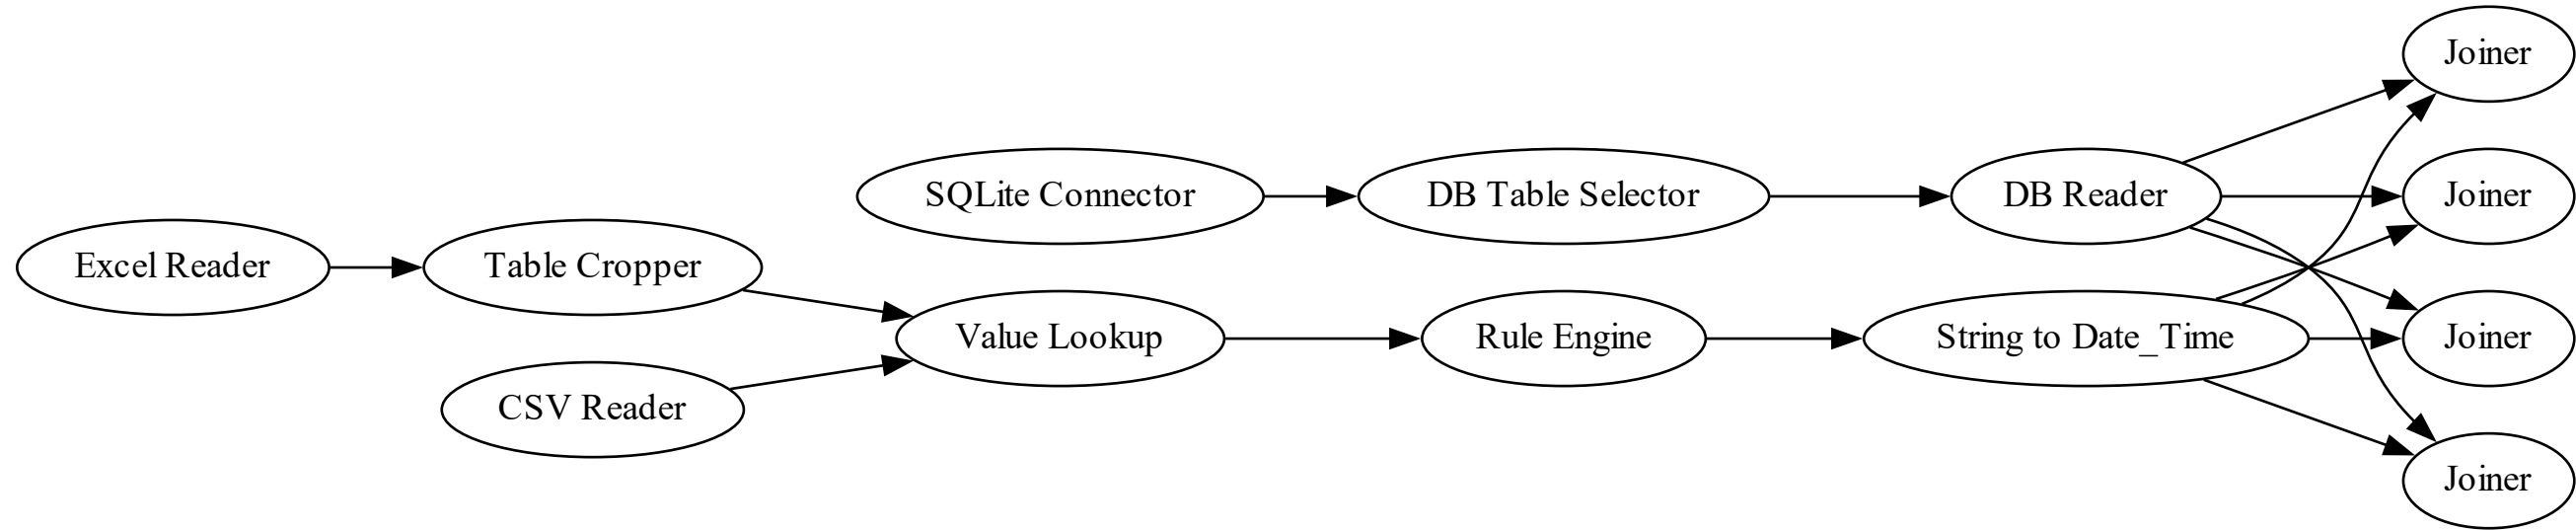 Joiner
SQLite Connector
DB Table Selector
DB Reader
Joiner
Excel Reader
Table Cropper
Value Lookup
Rule Engine
String to Date_Time
Joiner
CSV Reader
Joiner